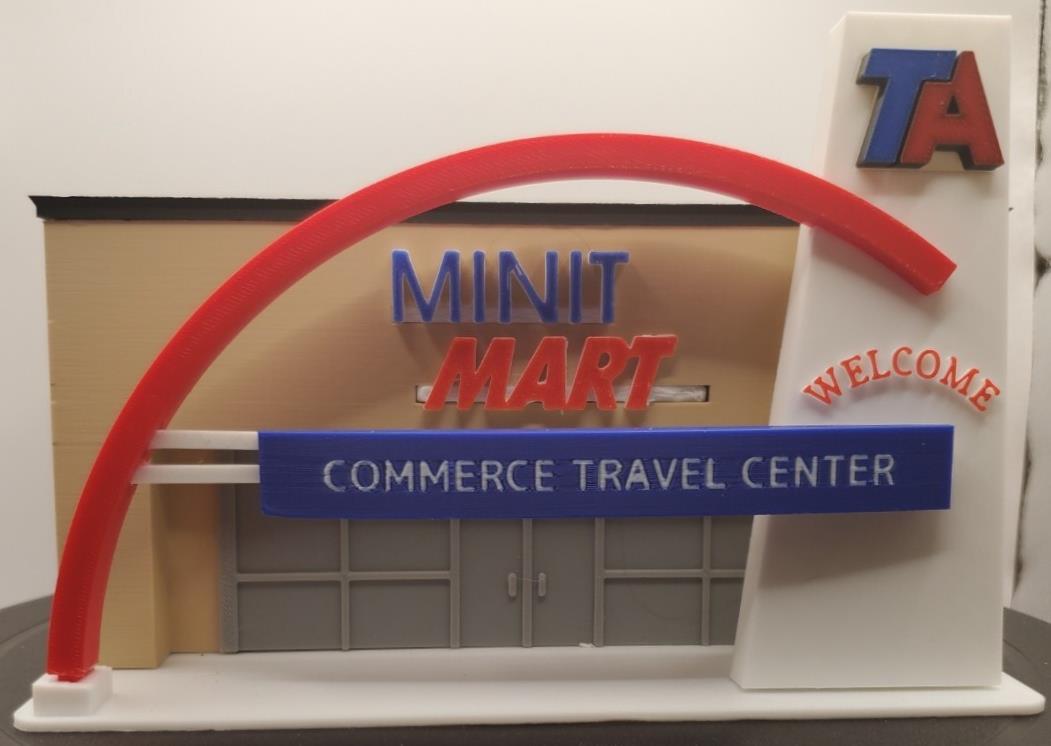 TA
MINIT
MART
WELCOME
COMMERCE TRAVEL CENTER